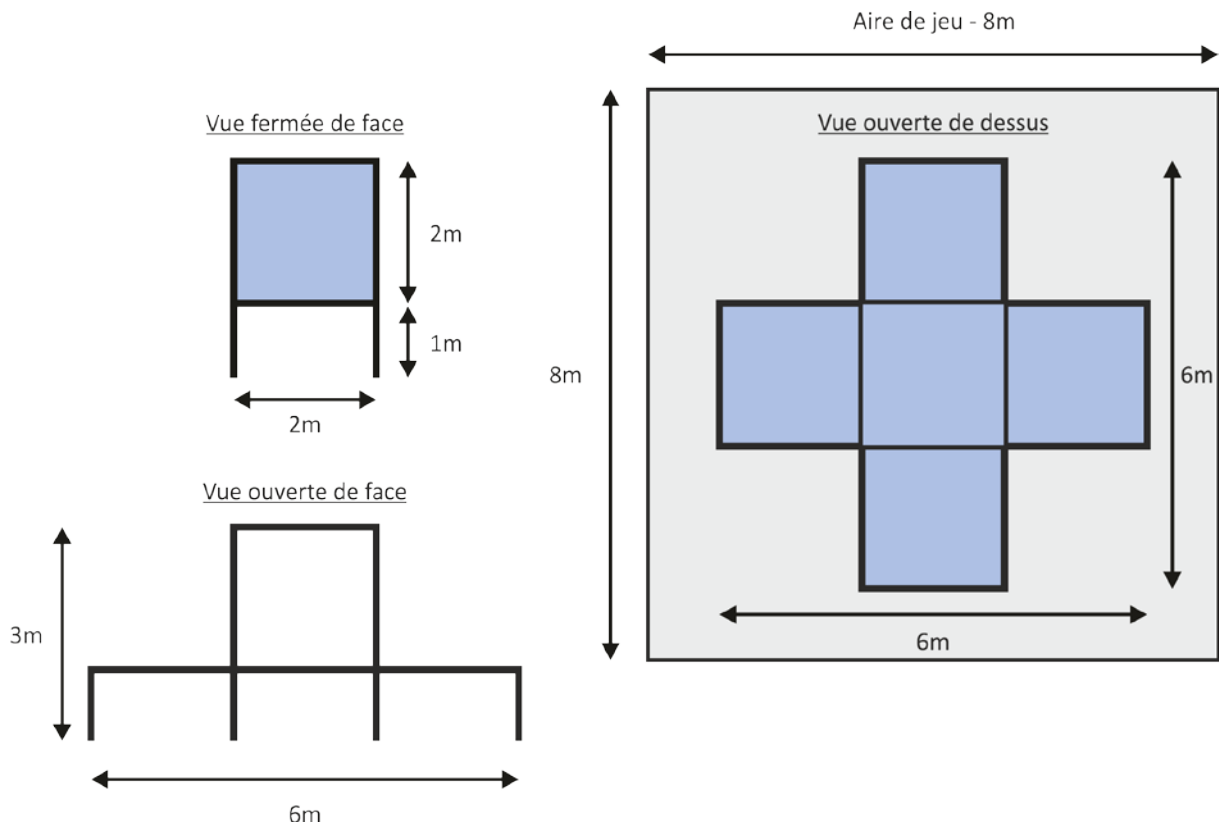 Aire de jeu - 8m
Vue fermée de face
2m
1m
2m
Vue ouverte de face
3m
6m
Vue ouverte de dessus
8m
6m
6m